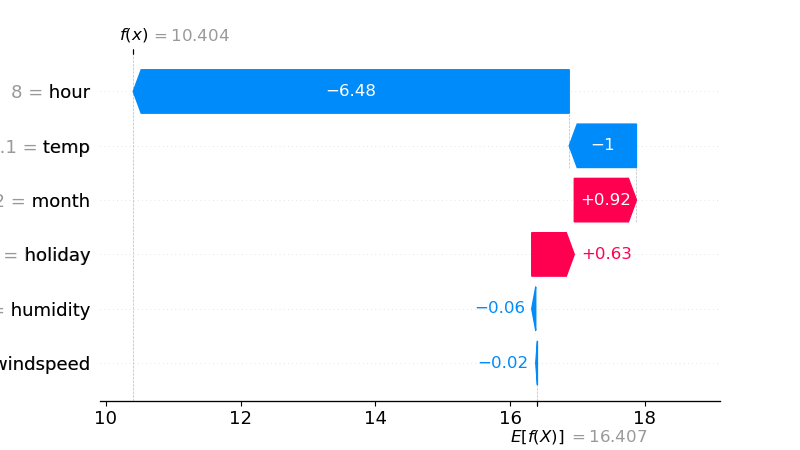 f(x) = 10.404
8 = hour
−6.48
.1 = temp
−1
2 = month
+0.92
= holiday
+0.63
= humidity
−0.06
windspeed
−0.02
10 12 14 16 18
E[f(X)] = 16.407